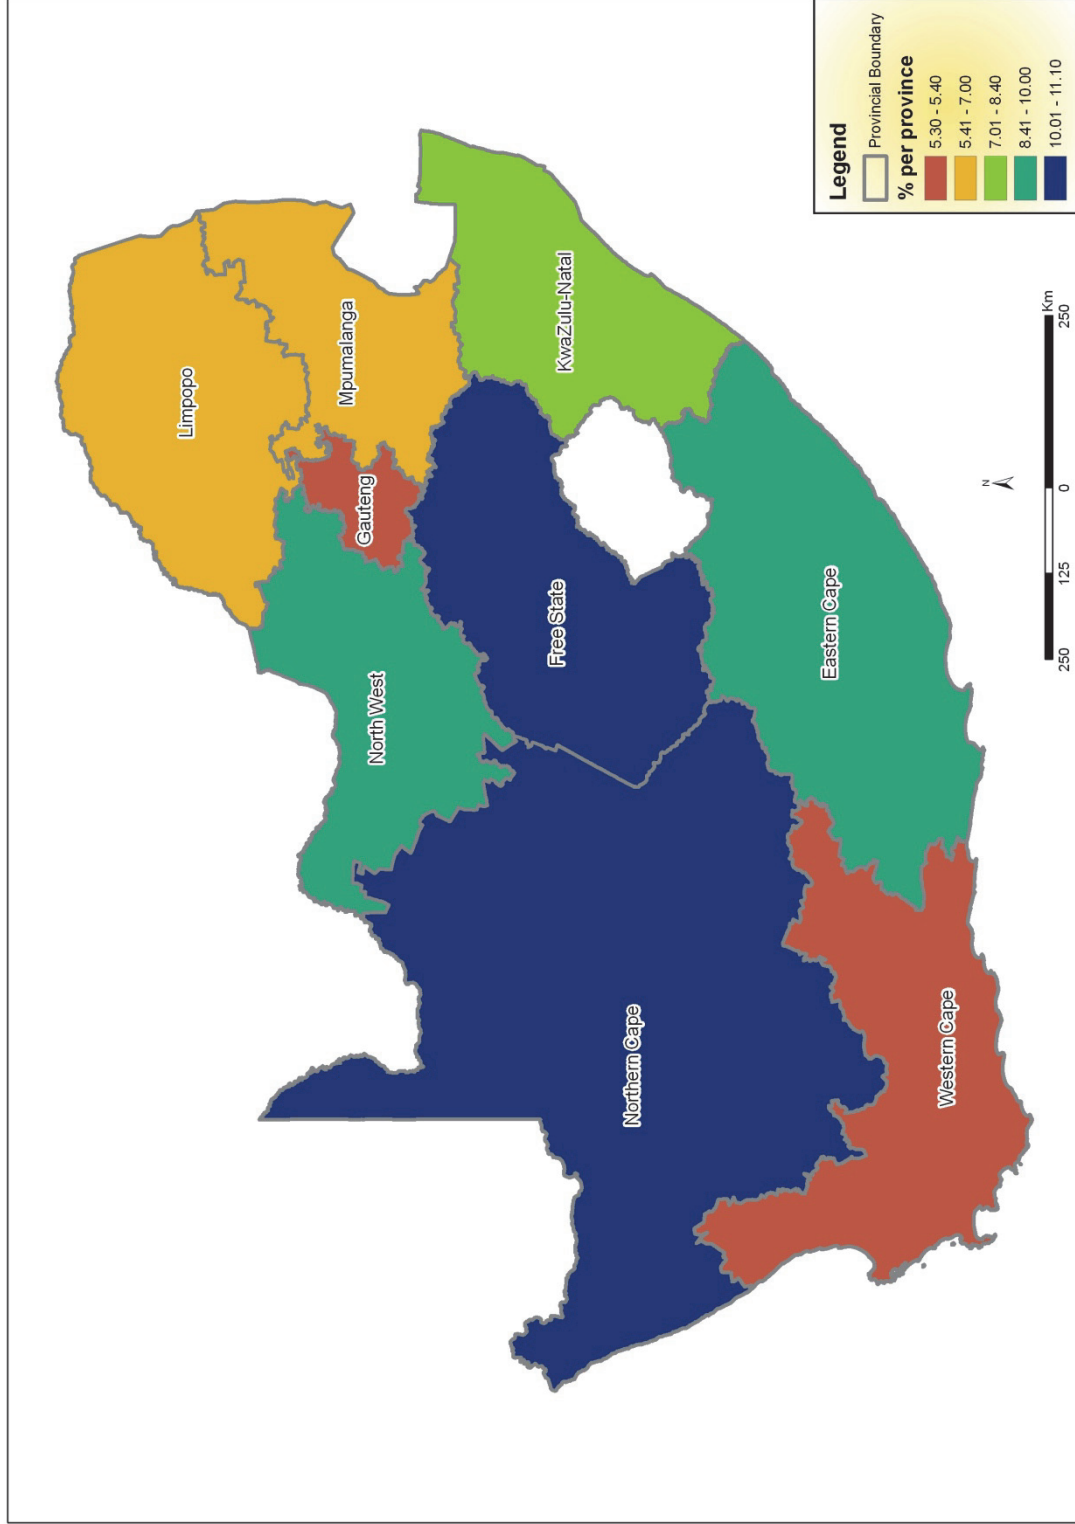 Limpopo
Mpumalanga
Gauteng
North West
KwaZulu-Natal
Free State
Northern Cape
Eastern Cape
Western Cape
N
250 125 0 250
Km
Legend
Provincial Boundary
% per province
5.30 - 5.40
5.41 - 7.00
7.01 - 8.40
8.41 - 10.00
10.01 - 11.10